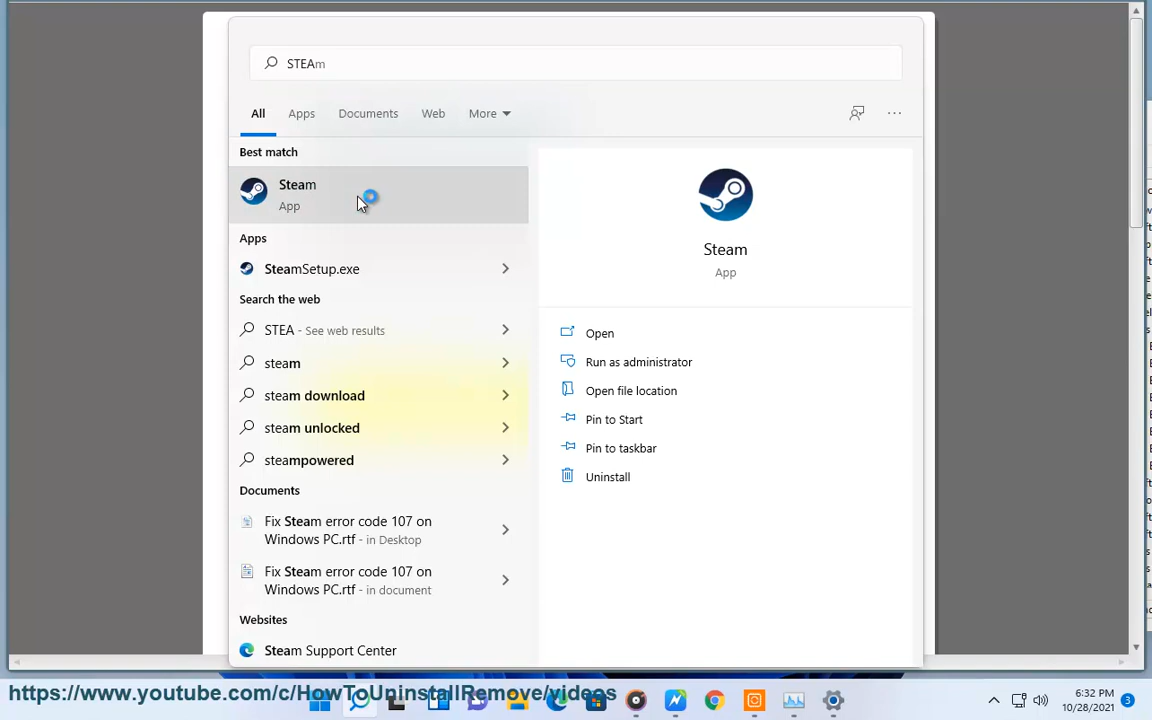 STEAm
All Apps Documents Web More
Best match
Steam
App
Apps
SteamSetup.exe
Search the web
STEA - See web results
steam
steam download
steam unlocked
steampowered
Documents
Fix Steam error code 107 on
Windows PC.rtf - in Desktop
Fix Steam error code 107 on
Windows PC.rtf - in document
Websites
Steam Support Center
Steam
App
Open
Run as administrator
Open file location
Pin to Start
Pin to taskbar
Uninstall
https://www.youtube.com/c/HowToUninstallRemove/videos
6:32 PM
10/28/2021
3